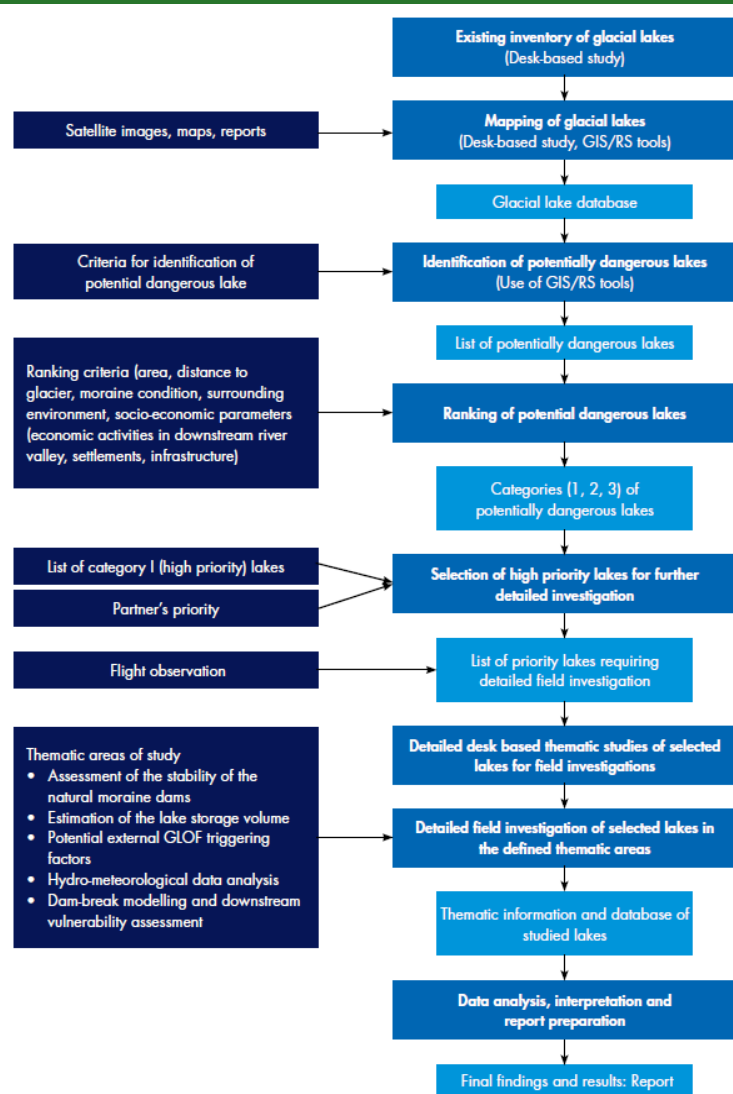 Existing inventory of glacial lakes
(Desk-based study)
Satellite images, maps, reports
Mapping of glacial lakes
(Desk-based study, GIS/RS tools)
Glacial lake database
Criteria for identification of
potential dangerous lake
Identification of potentially dangerous lakes
(Use of GIS/RS tools)
List of potentially dangerous lakes
Ranking criteria (area, distance to
glacier, moraine condition, surrounding
environment, socio-economic parameters
(economic activities in downstream river
valley, settlements, infrastructure)
Ranking of potential dangerous lakes
Categories (1, 2, 3) of
potentially dangerous lakes
List of category I (high priority) lakes
Partner's priority
Selection of high priority lakes for further
detailed investigation
Flight observation
List of priority lakes requiring
detailed field investigation
Detailed desk based thematic studies of selected
lakes for field investigations
Thematic areas of study
• Assessment of the stability of the
natural moraine dams
• Estimation of the lake storage volume
• Potential external GLOF triggering
factors
• Hydro-meteorological data analysis
• Dam-break modelling and downstream
vulnerability assessment
Detailed field investigation of selected lakes in
the defined thematic areas
Thematic information and database of
studied lakes
Data analysis, interpretation and
report preparation
Final findings and results: Report